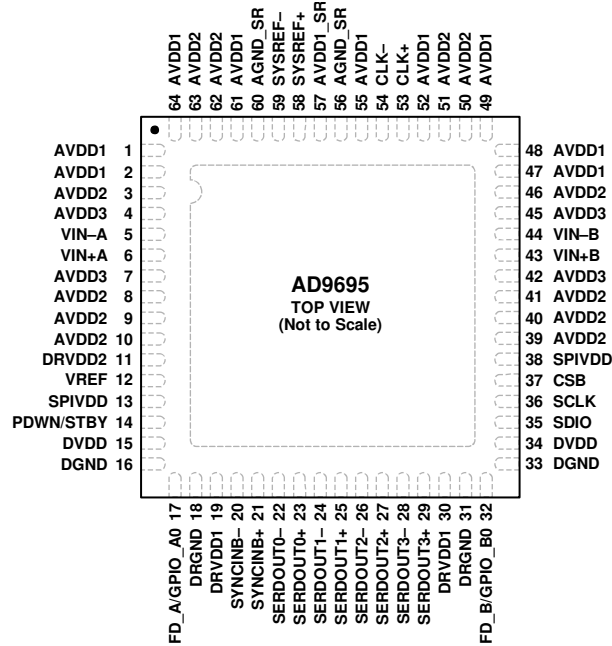 64 AVDD1
63 AVDD2
62 AVDD2
61 AVDD1
60 AGND_SR
59 SYSREF–
58 SYSREF+
57 AVDD1_SR
56 AGND_SR
55 AVDD1
54 CLK–
53 CLK+
52 AVDD1
51 AVDD2
50 AVDD2
49 AVDD1
AVDD1 1
AVDD1 2
AVDD2 3
AVDD3 4
VIN–A 5
VIN+A 6
AVDD3 7
AVDD2 8
AVDD2 9
AVDD2 10
DRVDD2 11
VREF 12
SPIVDD 13
PDWN/STBY 14
DVDD 15
DGND 16
AD9695
TOP VIEW
(Not to Scale)
48 AVDD1
47 AVDD1
46 AVDD2
45 AVDD3
44 VIN–B
43 VIN+B
42 AVDD3
41 AVDD2
40 AVDD2
39 AVDD2
38 SPIVDD
37 CSB
36 SCLK
35 SDIO
34 DVDD
33 DGND
FD_A/GPIO_A0 17
DRGND 18
DRVDD1 19
SYNCINB– 20
SYNCINB+ 21
SERDOUT0– 22
SERDOUT0+ 23
SERDOUT1– 24
SERDOUT1+ 25
SERDOUT2– 26
SERDOUT2+ 27
SERDOUT3– 28
SERDOUT3+ 29
DRVDD1 30
DRGND 31
FD_B/GPIO_B0 32